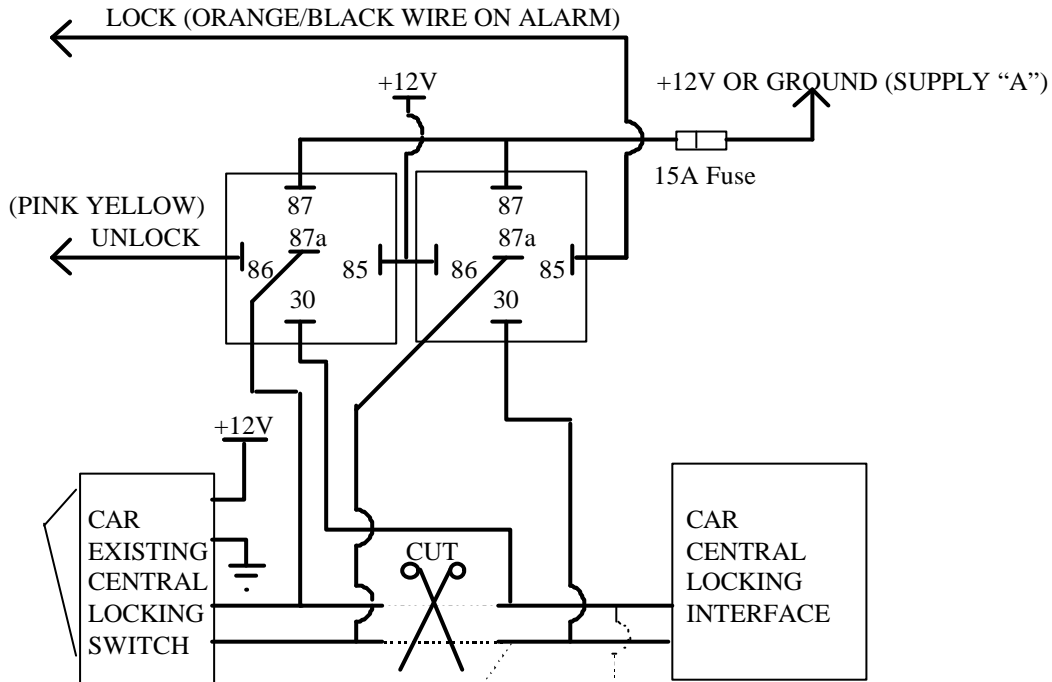 LOCK (ORANGE/BLACK WIRE ON ALARM)
+12V
+12V OR GROUND (SUPPLY “A”)
15A Fuse
(PINK YELLOW)
UNLOCK
87
87a
86
85
30
87
87a
86
85
30
+12V
CAR
EXISTING
CENTRAL
LOCKING
SWITCH
CUT
CAR
CENTRAL
LOCKING
INTERFACE